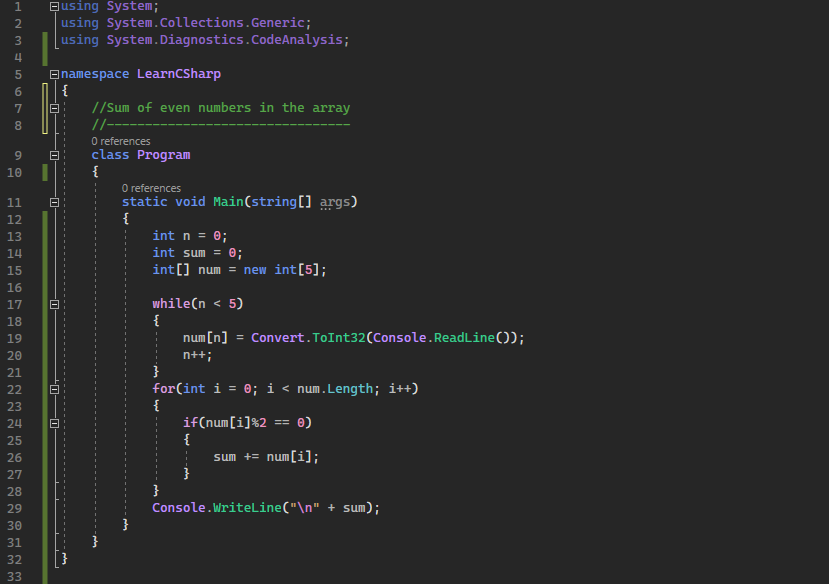 1 using System;
2 using System.Collections.Generic;
3 using System.Diagnostics.CodeAnalysis;
4
5 namespace LearnCSharp
6 {
7 //Sum of even numbers in the array
8 //--------------------------------
0 references
9 class Program
10 {
0 references
11 static void Main(string[] args)
12 {
13 int n = 0;
14 int sum = 0;
15 int[] num = new int[5];
16
17 while(n < 5)
18 {
19 num[n] = Convert.ToInt32(Console.ReadLine());
20 n++;
21 }
22 for(int i = 0; i < num.Length; i++)
23 {
24 if(num[i]%2 == 0)
25 {
26 sum += num[i];
27 }
28 }
29 Console.WriteLine("\n" + sum);
30 }
31 }
32 }
33